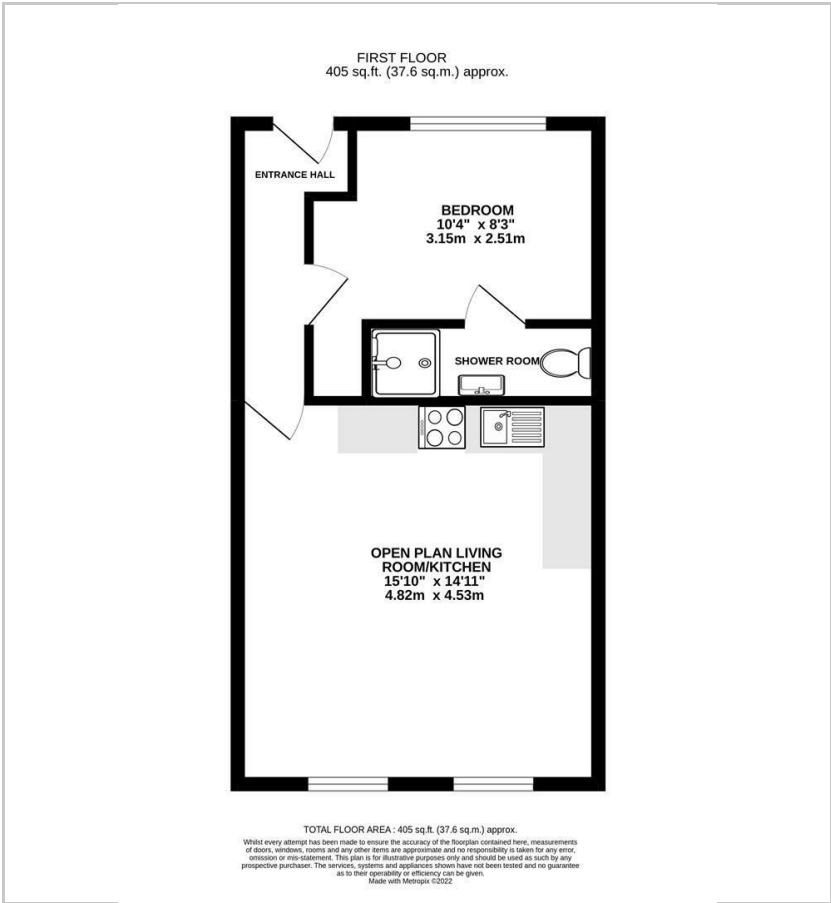 FIRST FLOOR
405 sq.ft. (37.6 sq.m.) approx.
ENTRANCE HALL
BEDROOM
10'4" x 8'3"
3.15m x 2.51m
SHOWER ROOM
OPEN PLAN LIVING
ROOM/KITCHEN
15'10" x 14'11"
4.82m x 4.53m
TOTAL FLOOR AREA : 405 sq.ft. (37.6 sq.m.) approx.
Whilst every attempt has been made to ensure the accuracy of the floorplan contained here, measurements
of doors, windows, rooms and any other items are approximate and no responsibility is taken for any error,
omission or mis-statement. This plan is for illustrative purposes only and should be used as such by any
prospective purchaser. The services, systems and appliances shown have not been tested and no guarantee
as to their operability or efficiency can be given.
Made with Metropix ©2022